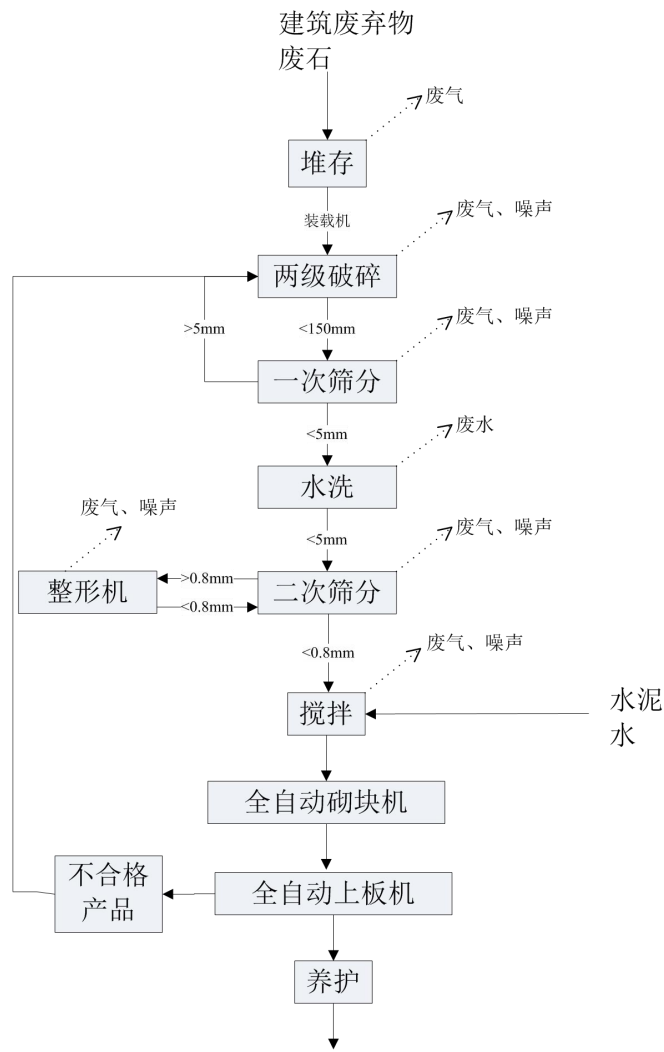 建筑废弃物
废石
废气
堆存
装载机
废气、噪声
两级破碎
>5mm
<150mm
废气、噪声
一次筛分
<5mm
废水
水洗
废气、噪声
<5mm
废气、噪声
整形机
>0.8mm
<0.8mm
二次筛分
<0.8mm
废气、噪声
搅拌
水泥
水
全自动砌块机
不合格
产品
全自动上板机
养护